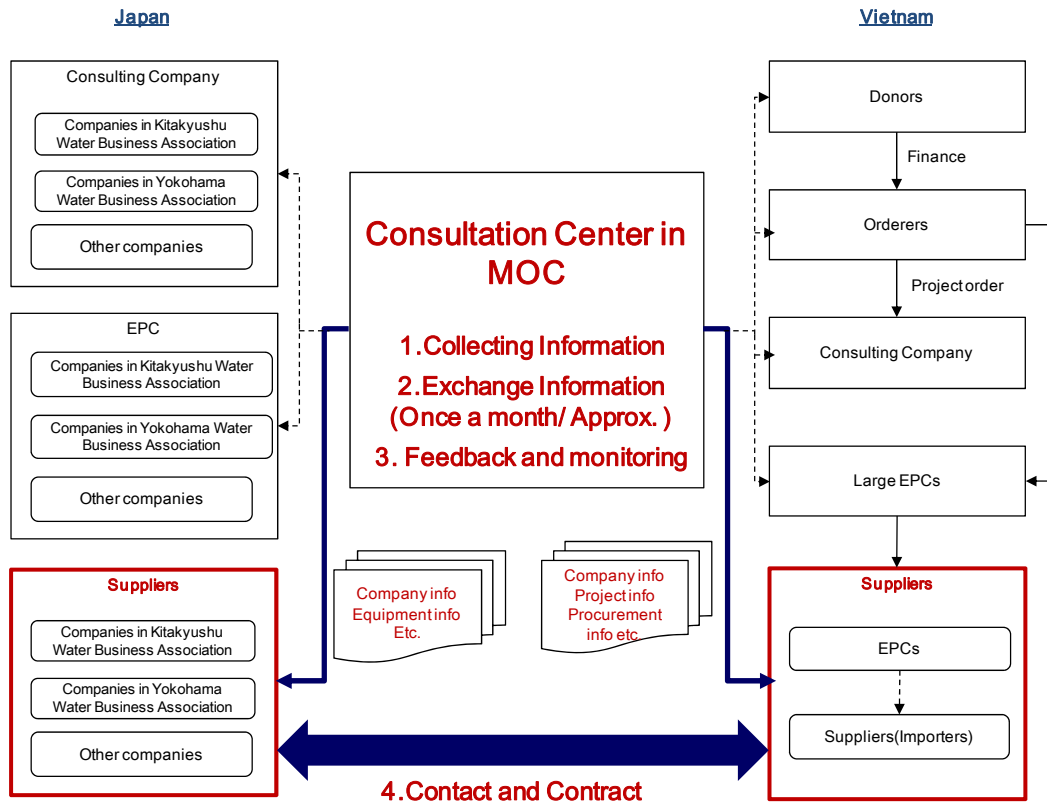 Japan
Vietnam
Consulting Company
Companies in Kitakyushu
Water Business Association
Companies in Yokohama
Water Business Association
Other companies
EPC
Companies in Kitakyushu Water
Business Association
Companies in Yokohama Water
Business Association
Other companies
Suppliers
Companies in Kitakyushu
Water Business Association
Companies in Yokohama
Water Business Association
Other companies
Consultation Center in
MOC
1.Collecting Information
2.Exchange Information
(Once a month/ Approx. )
3. Feedback and monitoring
Company info
Equipment info
Etc.
Company info
Project info
Procurement
info etc
4.Contact and Contract
Donors
Finance
Orderers
Project order
Consulting Company
Large EPCs
Suppliers
EPCs
Suppliers(Importers)